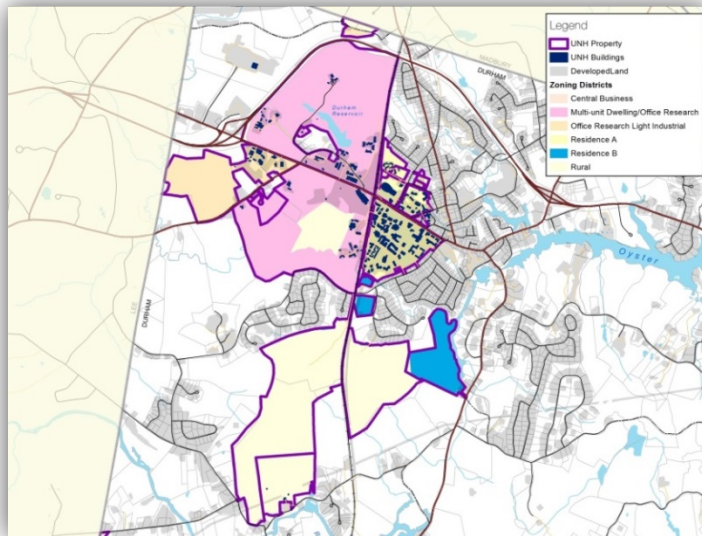 MADBURY
DURHAM
Durham
Reservoir
Oyster
LEE
DURHAM
Legend
UNH Property
UNH Buildings
DevelopedLand
Zoning Districts
Central Business
Multi-unit Dwelling/Office Research
Office Research Light Industrial
Residence A
Residence B
Rural